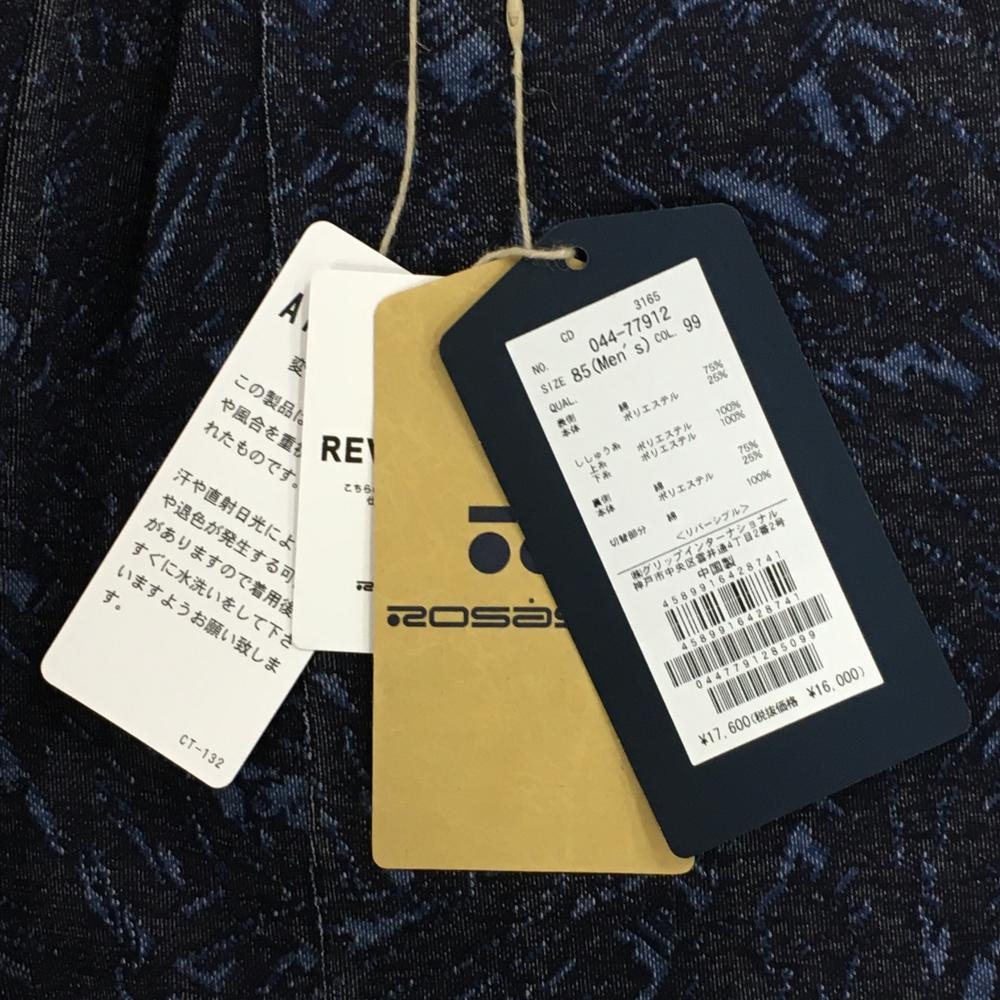 変
この製品は
や風合を重ね
れたものです。
汗や直射日光によ
や退色が発生する可
がありますので着用後
すぐに水洗いをして下さ
いますようお願い致しま
す。
CT-132
REV
こちら
ROSASE
3165
NO. CD 044-77912
SIZE 85(Men's) COL. 99
QUAL.
表側 綿 75%
本体 ポリエステル 25%
ししゅう糸
上糸 ポリエステル 100%
下糸 ポリエステル 100%
裏側 綿 75%
本体 ポリエステル 25%
切替部分 綿 100%
<リバーシブル>
㈱グリップインターナショナル
神戸市中央区雲井通4丁目2番2号
中国製
4589916428741
4589916428741
0447791285099
¥17,600(税抜価格 ¥16,000)